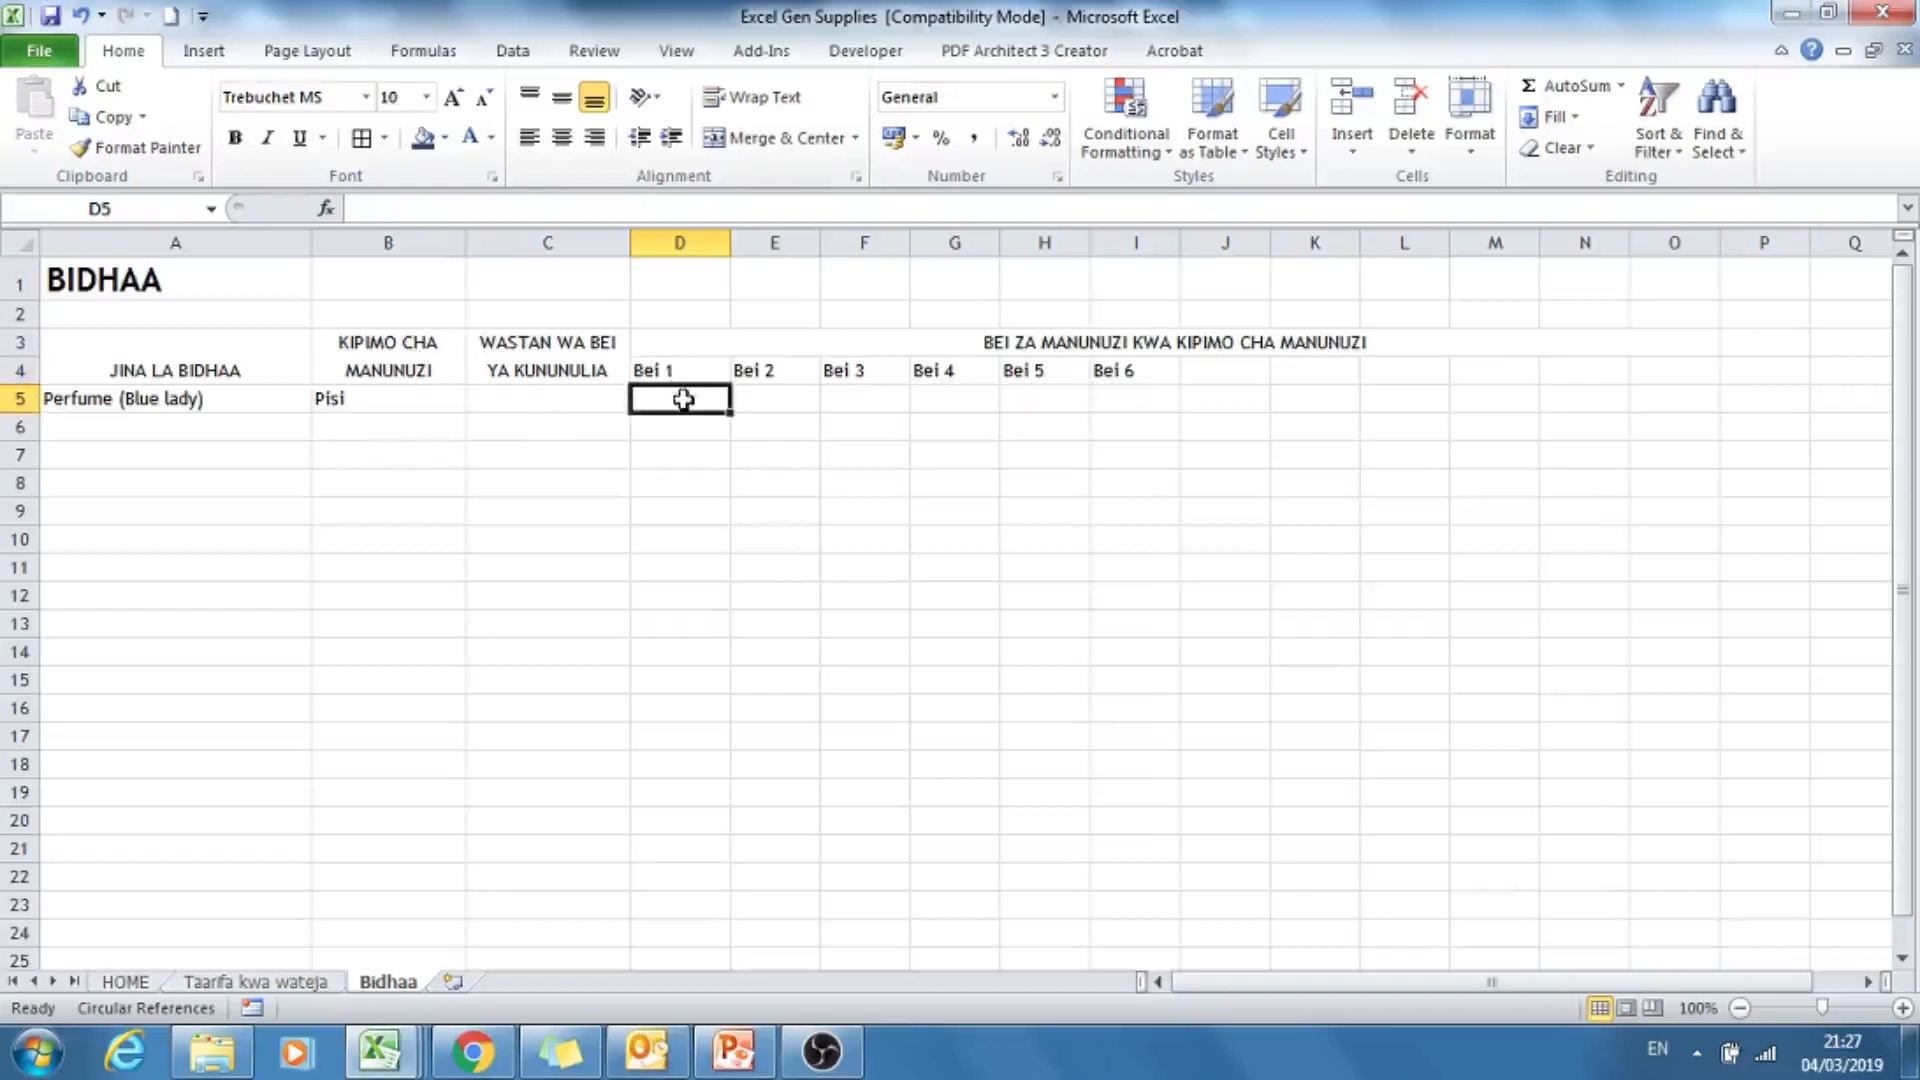 Excel Gen Supplies [Compatibility Mode] - Microsoft Excel
File Home Insert Page Layout Formulas Data Review View Add-Ins Developer PDF Architect 3 Creator Acrobat
Paste
Cut
Copy
Format Painter
Clipboard
Trebuchet MS 10
B I U
Font
Wrap Text
Merge & Center
Alignment
General
% ,
Number
Conditional Formatting
Format as Table
Cell Styles
Styles
Insert Delete Format
Cells
Σ AutoSum
Fill
Clear
Sort & Filter
Find & Select
Editing
D5 fx
A B C D E F G H I J K L M N O P Q
1 BIDHAA
2
3 KIPIMO CHA WASTAN WA BEI BEI ZA MANUNUZI KWA KIPIMO CHA MANUNUZI
4 JINA LA BIDHAA MANUNUZI YA KUNUNULIA Bei 1 Bei 2 Bei 3 Bei 4 Bei 5 Bei 6
5 Perfume (Blue lady) Pisi
6
7
8
9
10
11
12
13
14
15
16
17
18
19
20
21
22
23
24
25
HOME Taarifa kwa wateja Bidhaa
Ready Circular References 100%
EN 21:27
04/03/2019